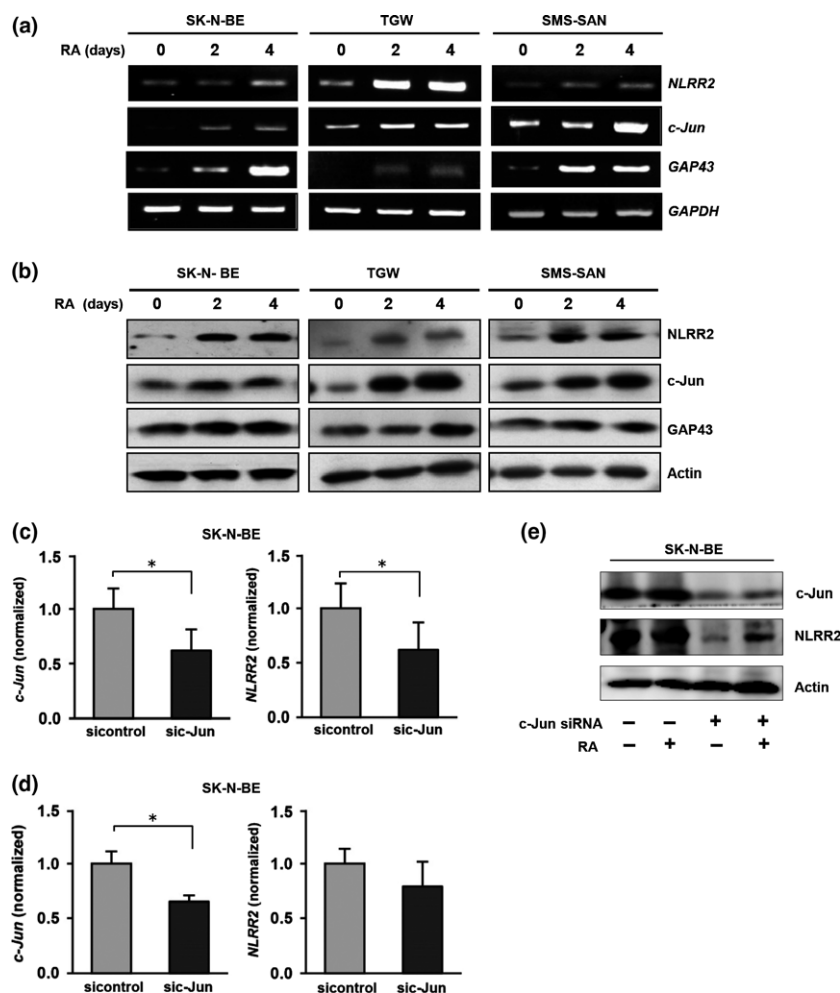 (a)
SK-N-BE TGW SMS-SAN
RA (days) 0 2 4 0 2 4 0 2 4
NLRR2
c-Jun
GAP43
GAPDH
(b)
SK-N- BE TGW SMS-SAN
RA (days) 0 2 4 0 2 4 0 2 4
NLRR2
c-Jun
GAP43
Actin
(c)
SK-N-BE
c-Jun (normalized)
1.5
1.0
0.5
0.0
*
sicontrol sic-Jun
NLRR2 (normalized)
1.5
1.0
0.5
0.0
*
sicontrol sic-Jun
(d)
SK-N-BE
c-Jun (normalized)
1.5
1.0
0.5
0.0
*
sicontrol sic-Jun
NLRR2 (normalized)
1.5
1.0
0.5
0.0
sicontrol sic-Jun
(e)
SK-N-BE
c-Jun
NLRR2
Actin
c-Jun siRNA – – + +
RA – + – +